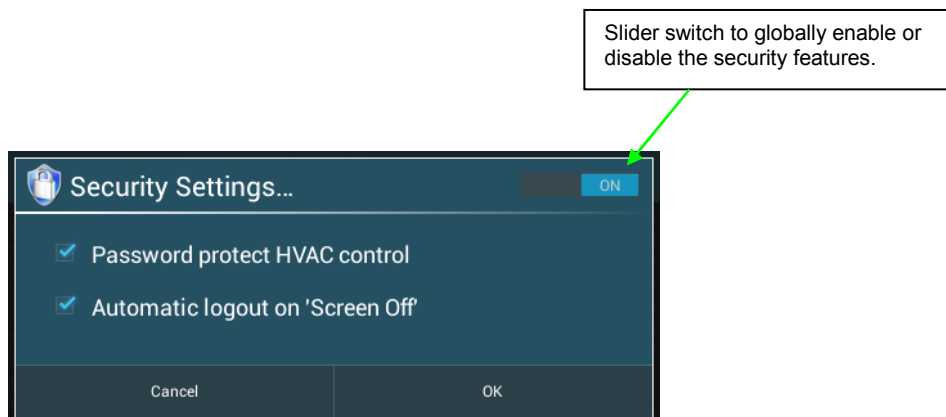 Slider switch to globally enable or
disable the security features.
Security Settings...
ON
Password protect HVAC control
Automatic logout on 'Screen Off'
Cancel
OK